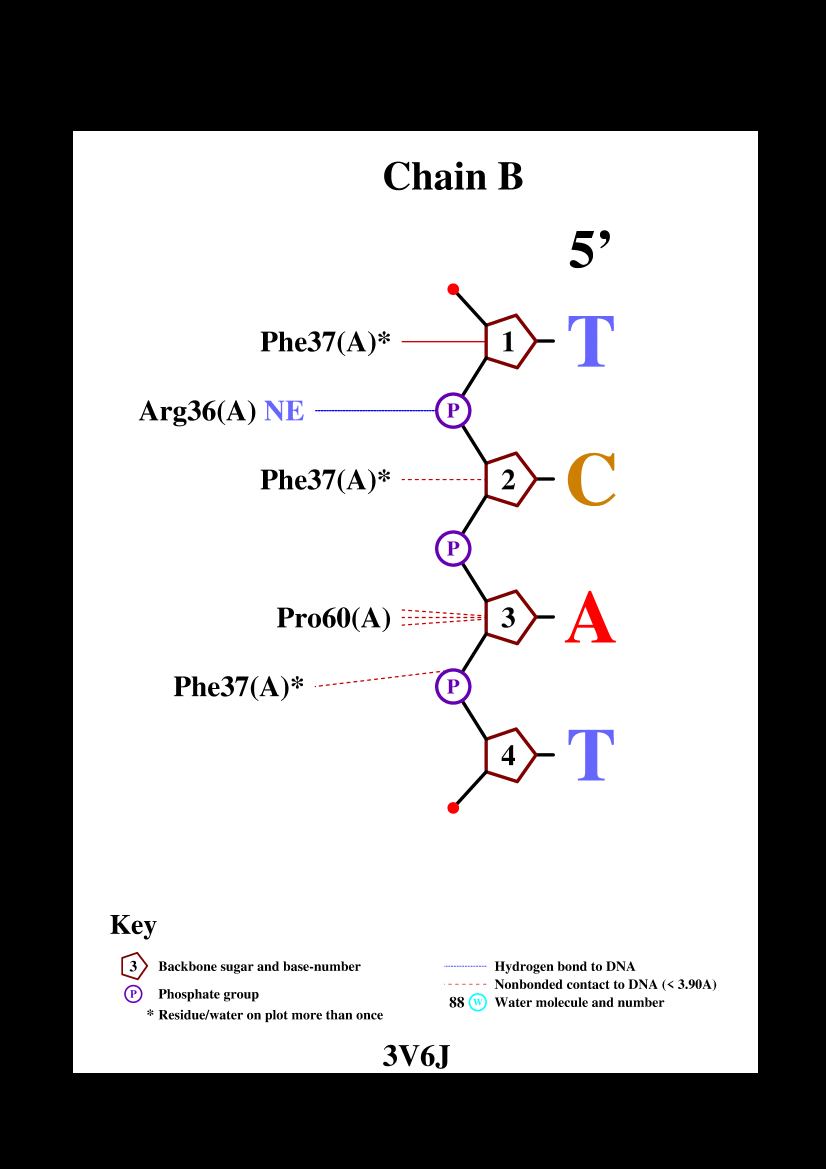 Chain B
5’
Phe37(A)* 1 T
P
Arg36(A) NE
Phe37(A)* 2 C
P
Pro60(A) 3 A
Phe37(A)* P
4 T
Key
3 Backbone sugar and base-number
P Phosphate group
* Residue/water on plot more than once
Hydrogen bond to DNA
Nonbonded contact to DNA (< 3.90A)
88 W Water molecule and number
3V6J